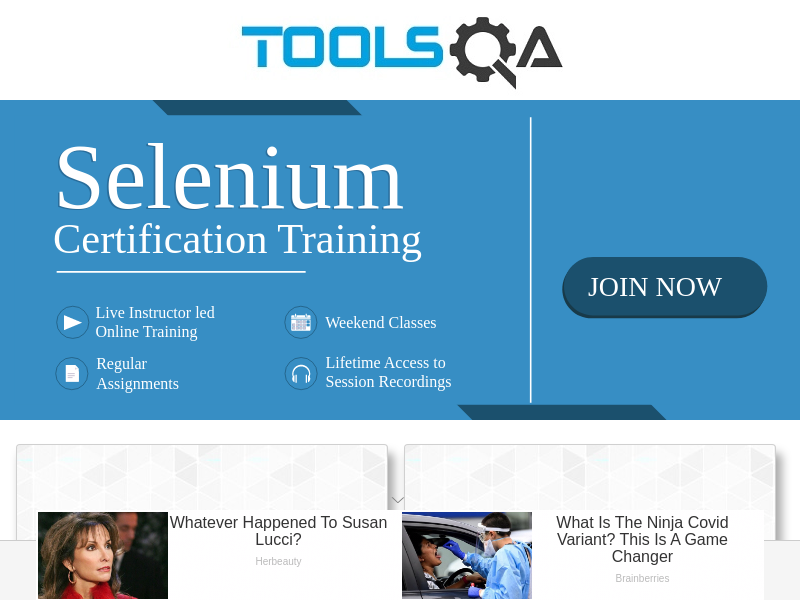 TOOLSQA
Selenium
Certification Training
Live Instructor led
Online Training
Weekend Classes
Regular
Assignments
Lifetime Access to
Session Recordings
JOIN NOW
Whatever Happened To Susan
Lucci?
Herbeauty
What Is The Ninja Covid
Variant? This Is A Game
Changer
Brainberries